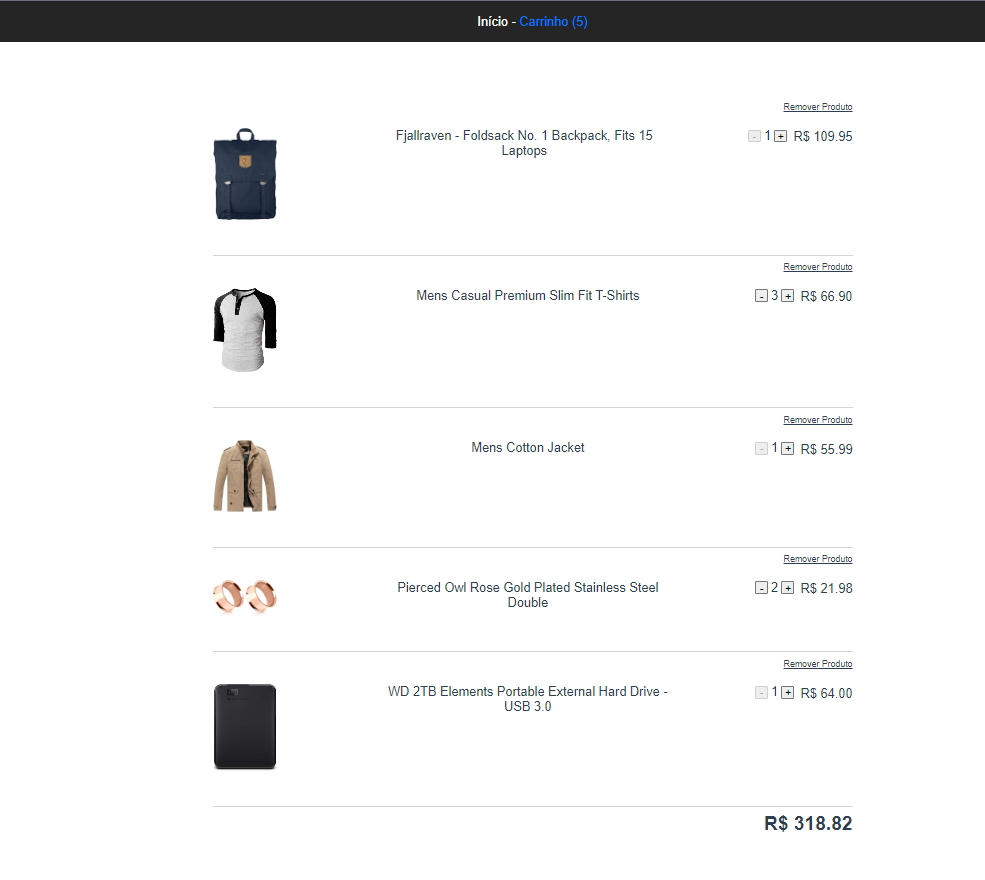 Início - Carrinho (5)
Remover Produto
Fjallraven - Foldsack No. 1 Backpack, Fits 15
Laptops
- 1 + R$ 109.95
Remover Produto
Mens Casual Premium Slim Fit T-Shirts
- 3 + R$ 66.90
Remover Produto
Mens Cotton Jacket
- 1 + R$ 55.99
Remover Produto
Pierced Owl Rose Gold Plated Stainless Steel
Double
- 2 + R$ 21.98
Remover Produto
WD 2TB Elements Portable External Hard Drive -
USB 3.0
- 1 + R$ 64.00
R$ 318.82